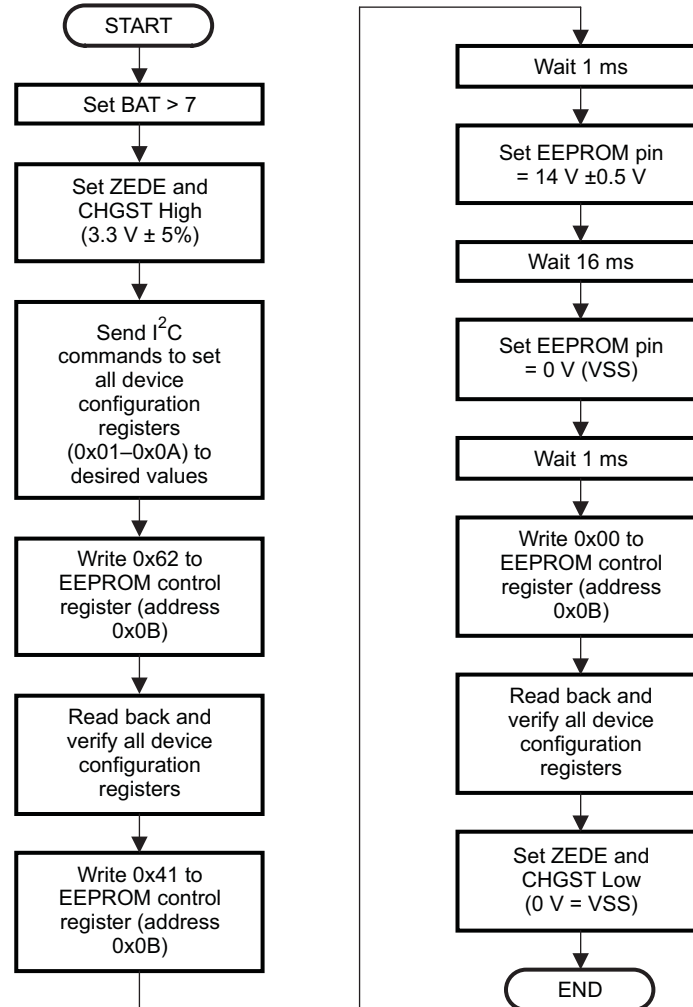 START
Set BAT > 7
Set ZEDE and
CHGST High
(3.3 V ± 5%)
Send I²C
commands to set
all device
configuration
registers
(0x01–0x0A) to
desired values
Write 0x62 to
EEPROM control
register (address
0x0B)
Read back and
verify all device
configuration
registers
Write 0x41 to
EEPROM control
register (address
0x0B)
Wait 1 ms
Set EEPROM pin
= 14 V ±0.5 V
Wait 16 ms
Set EEPROM pin
= 0 V (VSS)
Wait 1 ms
Write 0x00 to
EEPROM control
register (address
0x0B)
Read back and
verify all device
configuration
registers
Set ZEDE and
CHGST Low
(0 V = VSS)
END